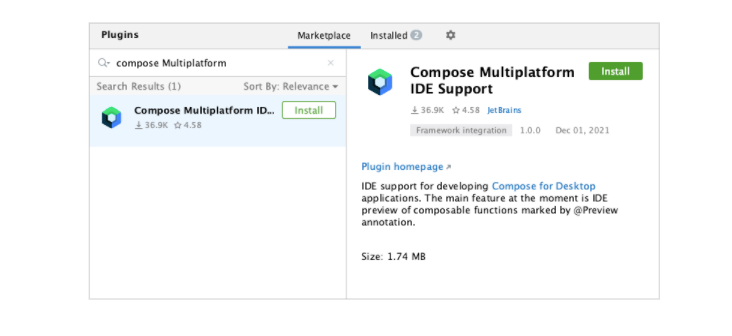 Plugins
Marketplace
Installed 2
compose Multiplatform
Search Results (1)
Sort By: Relevance
Compose Multiplatform ID...
Install
36.9K 4.58
Compose Multiplatform
IDE Support
Install
36.9K 4.58 JetBrains
Framework integration 1.0.0 Dec 01, 2021
Plugin homepage ↗
IDE support for developing Compose for Desktop
applications. The main feature at the moment is IDE
preview of composable functions marked by @Preview
annotation.
Size: 1.74 MB